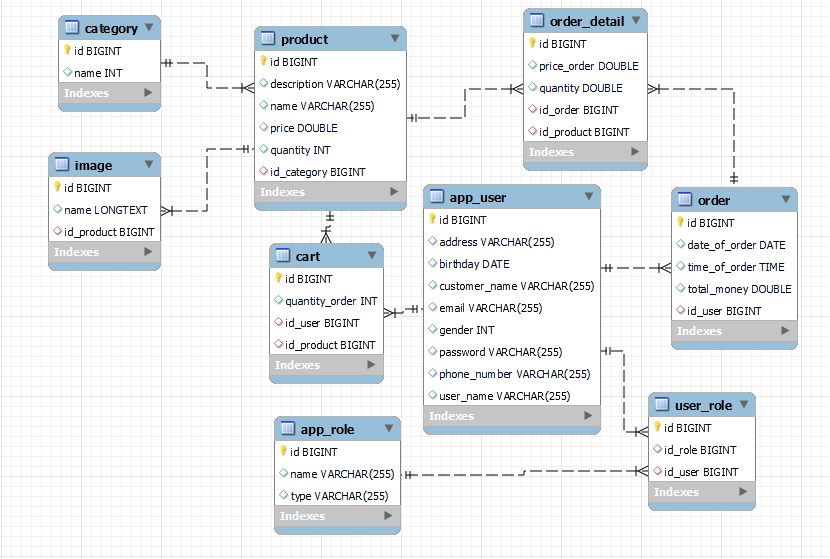 category
id BIGINT
name INT
Indexes
product
id BIGINT
description VARCHAR(255)
name VARCHAR(255)
price DOUBLE
quantity INT
id_category BIGINT
Indexes
order_detail
id BIGINT
price_order DOUBLE
quantity DOUBLE
id_order BIGINT
id_product BIGINT
Indexes
image
id BIGINT
name LONGTEXT
id_product BIGINT
Indexes
app_user
id BIGINT
address VARCHAR(255)
birthday DATE
customer_name VARCHAR(255)
email VARCHAR(255)
gender INT
password VARCHAR(255)
phone_number VARCHAR(255)
user_name VARCHAR(255)
Indexes
order
id BIGINT
date_of_order DATE
time_of_order TIME
total_money DOUBLE
id_user BIGINT
Indexes
cart
id BIGINT
quantity_order INT
id_user BIGINT
id_product BIGINT
Indexes
app_role
id BIGINT
name VARCHAR(255)
type VARCHAR(255)
Indexes
user_role
id BIGINT
id_role BIGINT
id_user BIGINT
Indexes